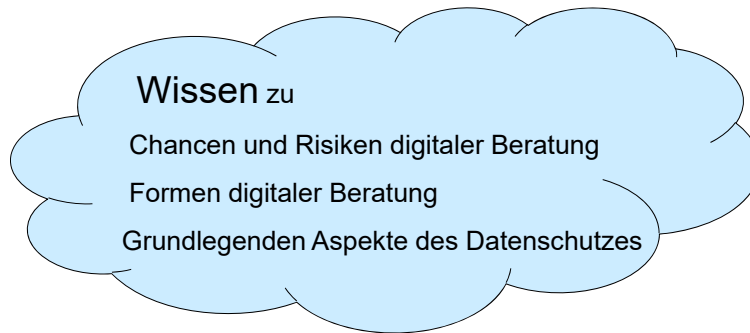 Wissen zu
Chancen und Risiken digitaler Beratung
Formen digitaler Beratung
Grundlegenden Aspekte des Datenschutzes